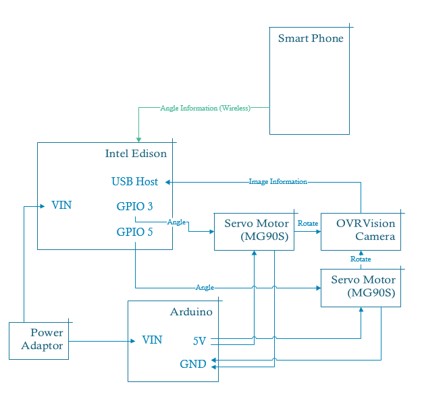 Smart Phone
Angle Information (Wireless)
Intel Edison
USB Host
Image Information
VIN
GPIO 3
Angle
Servo Motor
(MG90S)
Rotate
OVRVision
Camera
GPIO 5
Rotate
Servo Motor
(MG90S)
Angle
Arduino
Power
Adaptor
VIN
5V
GND